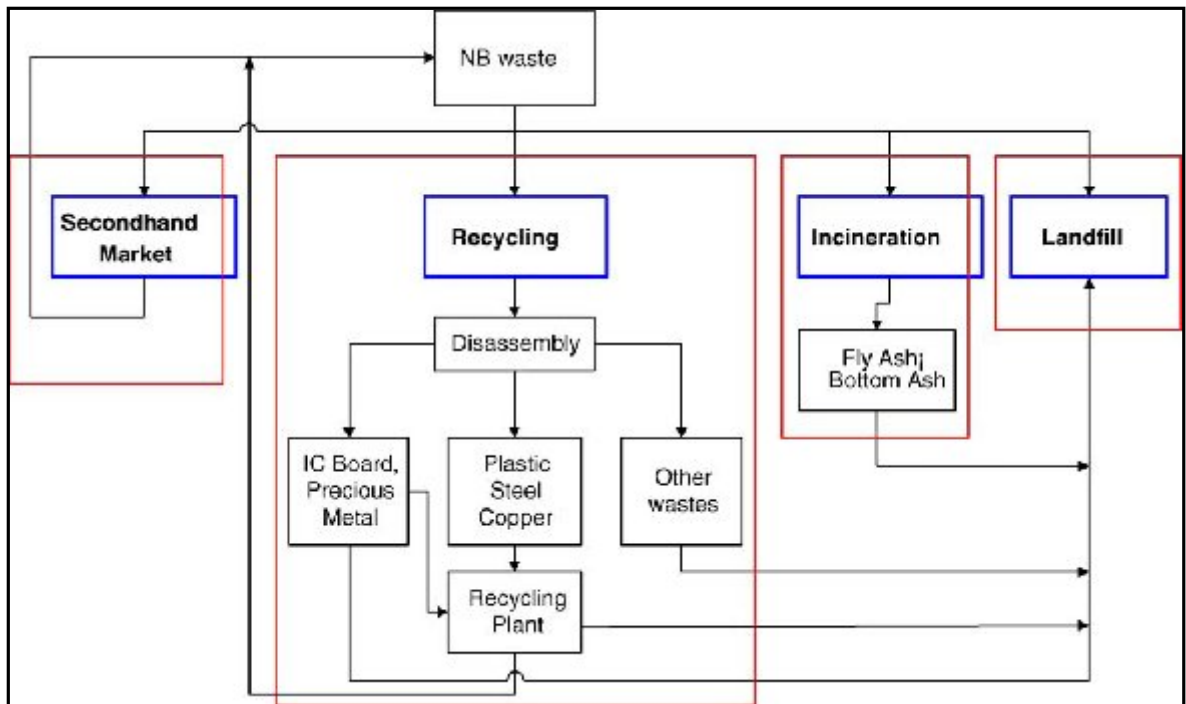 NB waste
Secondhand
Market
Recycling
Incineration
Landfill
Disassembly
Fly Ash¡
Bottom Ash
IC Board,
Precious
Metal
Plastic
Steel
Copper
Other
wastes
Recycling
Plant